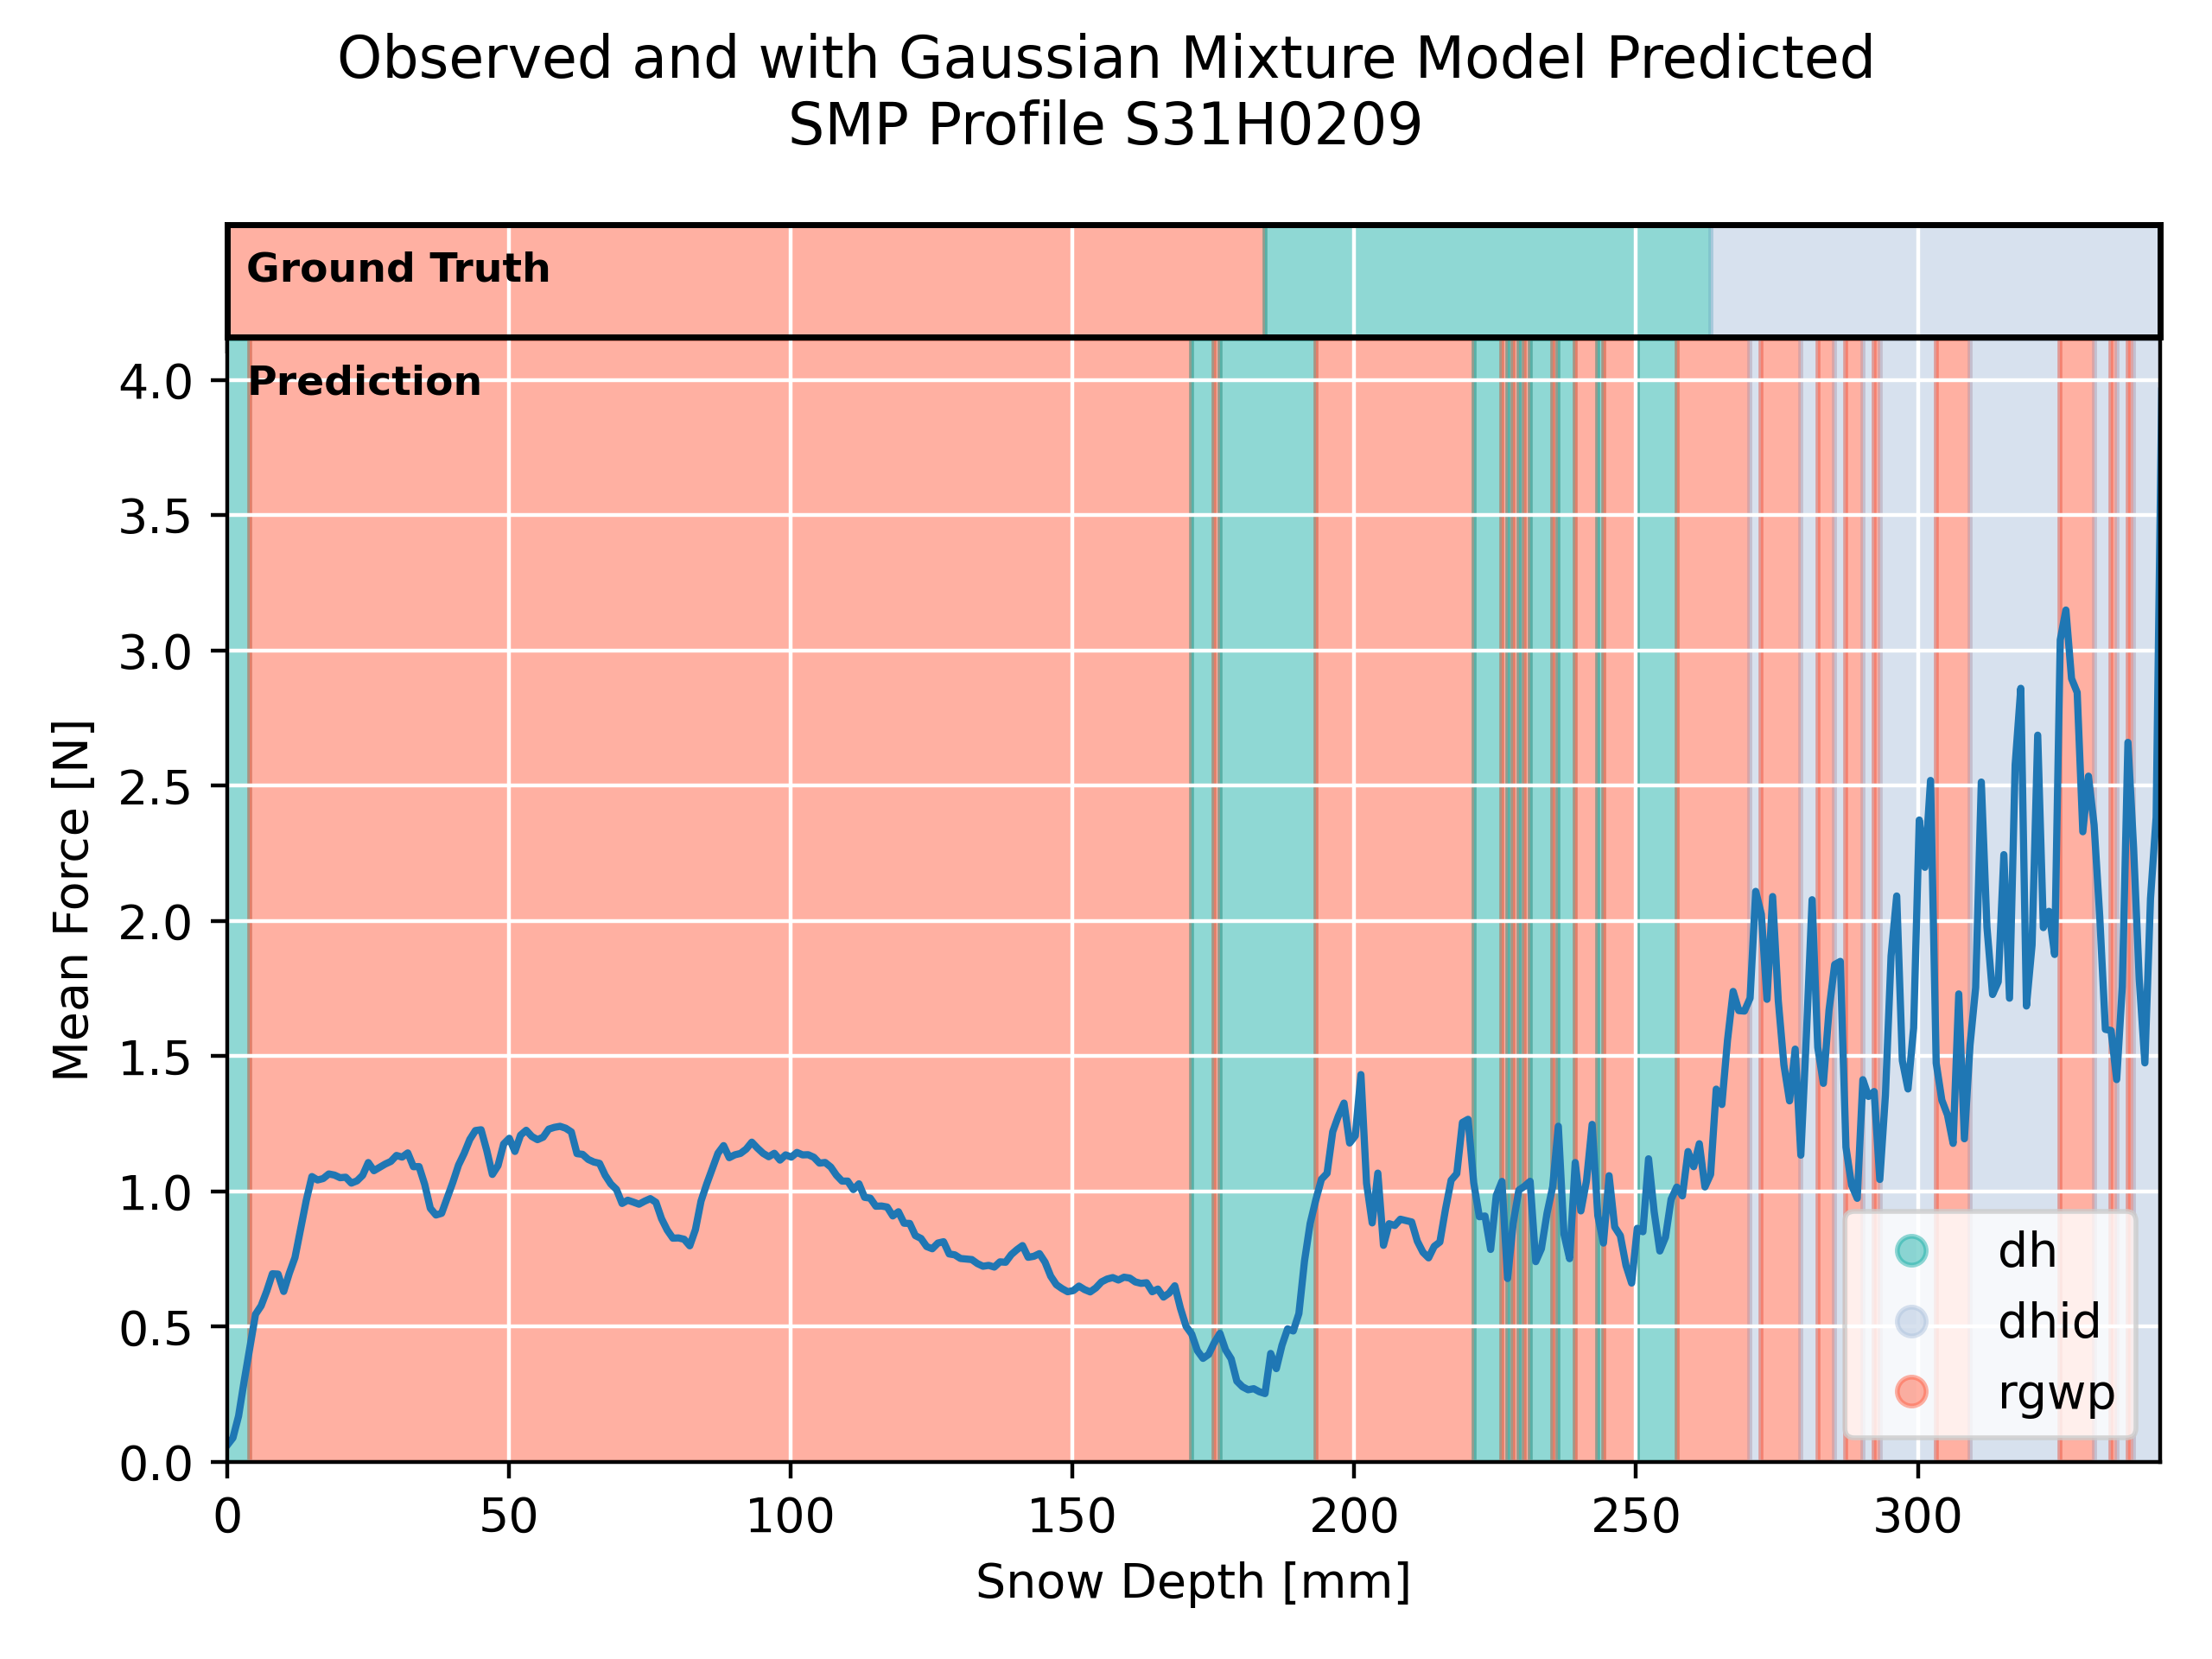 Observed and with Gaussian Mixture Model Predicted
SMP Profile S31H0209
Ground Truth
Prediction
4.0
3.5
3.0
2.5
2.0
1.5
1.0
0.5
0.0
Mean Force [N]
dh
dhid
rgwp
0 50 100 150 200 250 300
Snow Depth [mm]